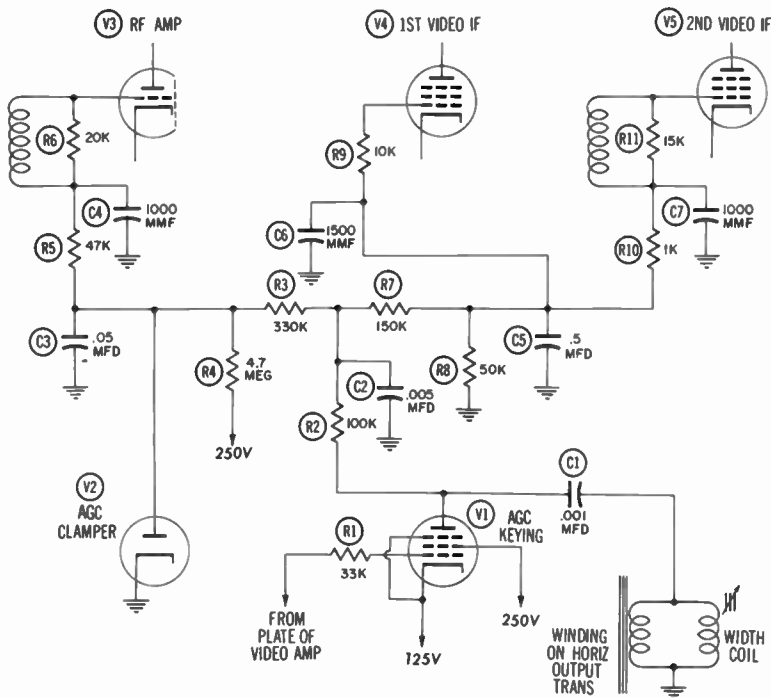 V3 RF AMP
V4 1ST VIDEO IF
V5 2ND VIDEO IF
R6 20K
R9 10K
R11 15K
C4 1000
MMF
C6 1500
MMF
C7 1000
MMF
R5 47K
R10 1K
R3
330K
R7
150K
C3 .05
MFD
R4 4.7
MEG
250V
C2 .005
MFD
R8 50K
C5 .5
MFD
R2 100K
V2
AGC
CLAMPER
C1
.001
MFD
V1
AGC
KEYING
R1
33K
FROM
PLATE OF
VIDEO AMP
125V
250V
WINDING
ON HORIZ
OUTPUT
TRANS
WIDTH
COIL